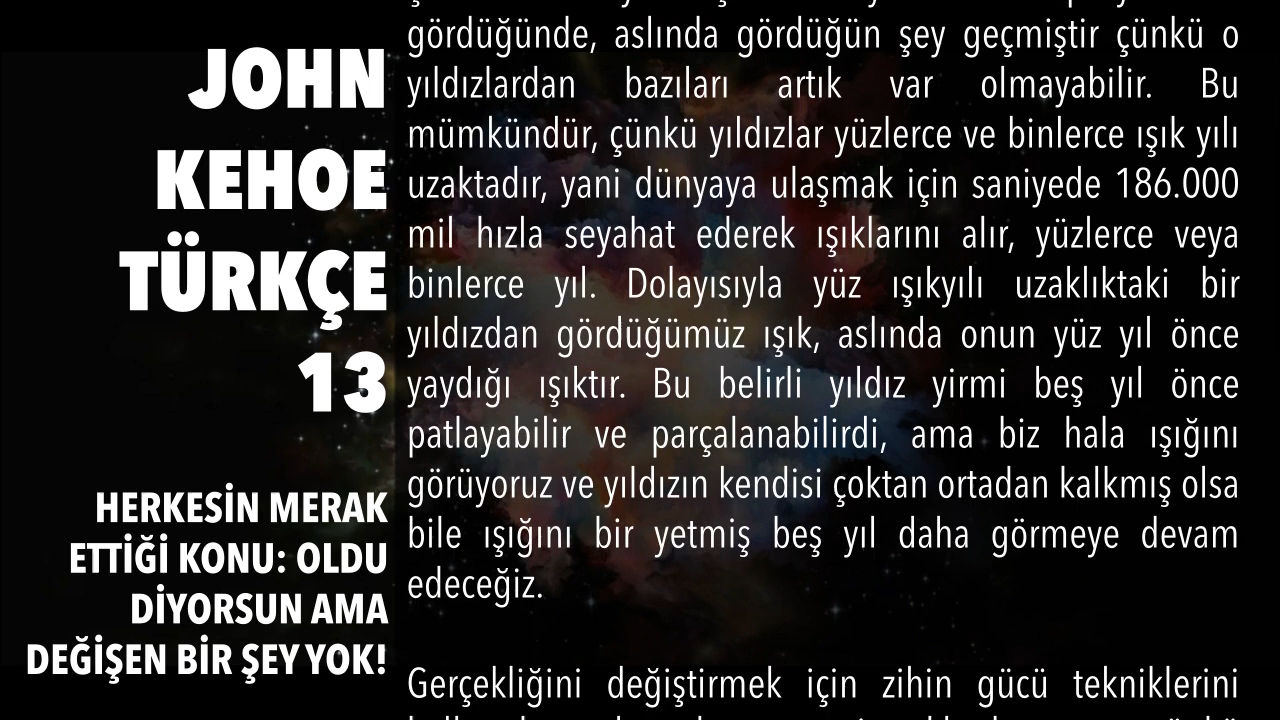 JOHN
KEHOE
TÜRKÇE
13
HERKESİN MERAK
ETTİĞİ KONU: OLDU
DİYORSUN AMA
DEĞİŞEN BİR ŞEY YOK!
gördüğünde, aslında gördüğün şey geçmiştir çünkü o
yıldızlardan bazıları artık var olmayabilir. Bu
mümkündür, çünkü yıldızlar yüzlerce ve binlerce ışık yılı
uzaktadır, yani dünyaya ulaşmak için saniyede 186.000
mil hızla seyahat ederek ışıklarını alır, yüzlerce veya
binlerce yıl. Dolayısıyla yüz ışıkyılı uzaklıktaki bir
yıldızdan gördüğümüz ışık, aslında onun yüz yıl önce
yaydığı ışıktır. Bu belirli yıldız yirmi beş yıl önce
patlayabilir ve parçalanabilirdi, ama biz hala ışığını
görüyoruz ve yıldızın kendisi çoktan ortadan kalkmış olsa
bile ışığını bir yetmiş beş yıl daha görmeye devam
edeceğiz.
Gerçekliğini değiştirmek için zihin gücü tekniklerini